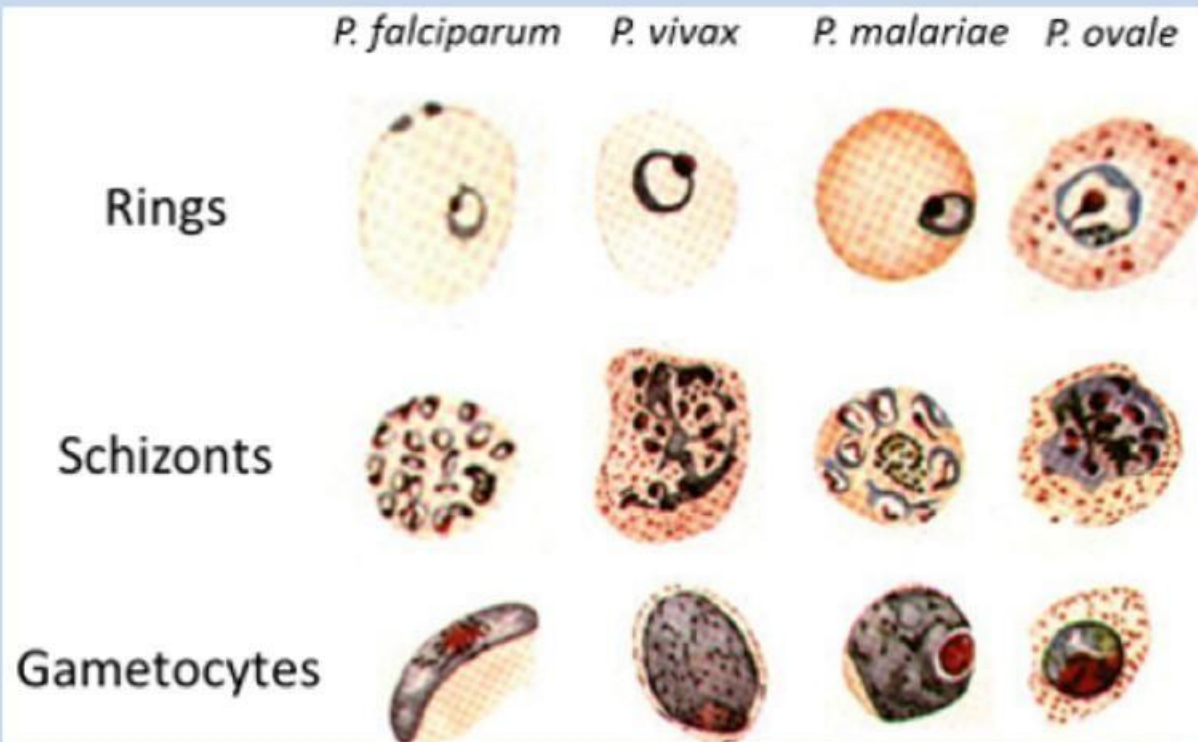 P. falciparum P. vivax P. malariae P. ovale
Rings
Schizonts
Gametocytes